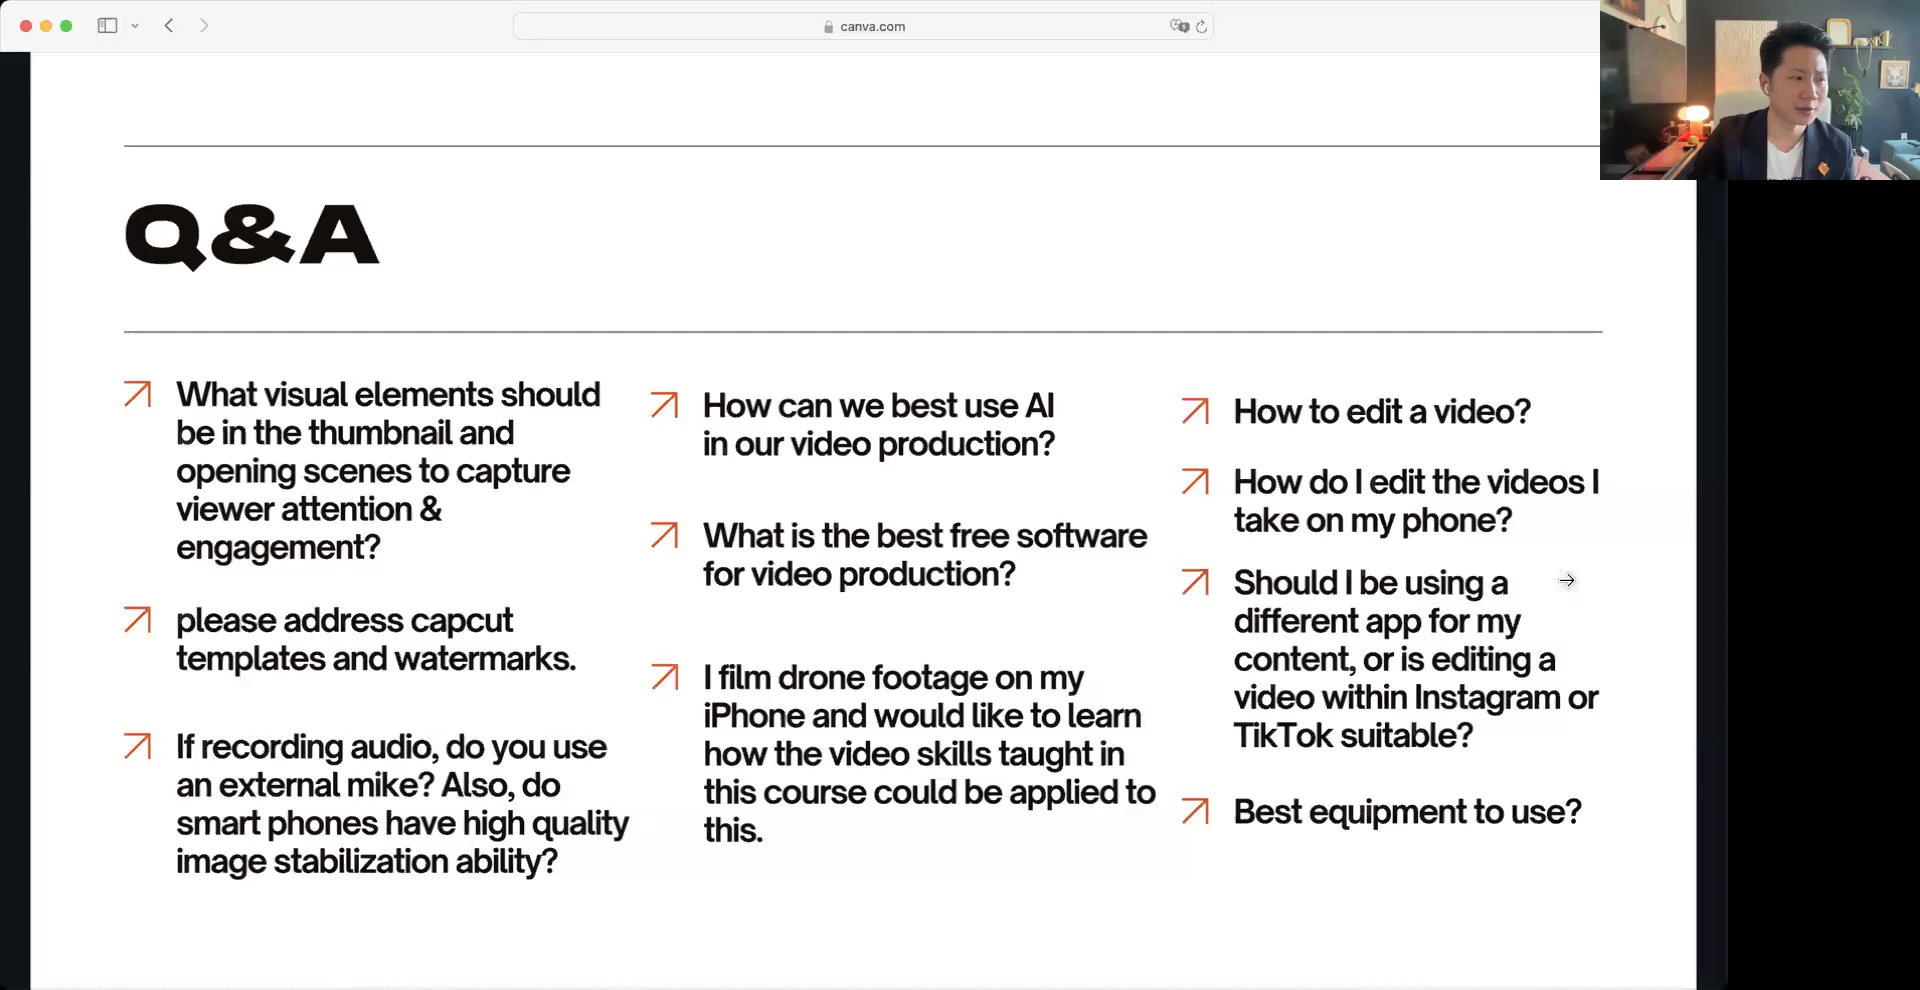 canva.com
Q&A
What visual elements should
be in the thumbnail and
opening scenes to capture
viewer attention &
engagement?
please address capcut
templates and watermarks.
If recording audio, do you use
an external mike? Also, do
smart phones have high quality
image stabilization ability?
How can we best use AI
in our video production?
What is the best free software
for video production?
I film drone footage on my
iPhone and would like to learn
how the video skills taught in
this course could be applied to
this.
How to edit a video?
How do I edit the videos I
take on my phone?
Should I be using a
different app for my
content, or is editing a
video within Instagram or
TikTok suitable?
Best equipment to use?